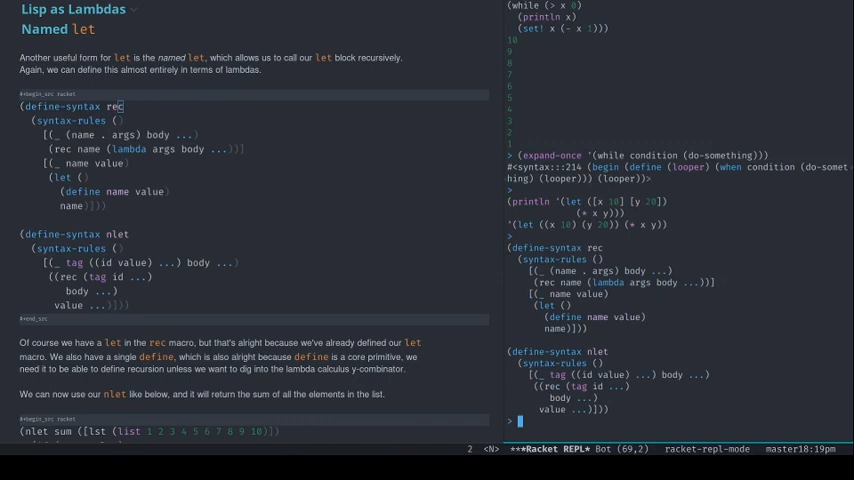 Lisp as Lambdas
Named let
Another useful form for let is the named let, which allows us to call our let block recursively.
Again, we can define this almost entirely in terms of lambdas.
#+begin_src racket
(define-syntax rec
(syntax-rules ()
[(_ (name . args) body ...)
(rec name (lambda args body ...))]
[(_ name value)
(let ()
(define name value)
name)]))
(define-syntax nlet
(syntax-rules ()
[(_ tag ((id value) ...) body ...)
((rec (tag id ...)
body ...)
value ...)]))
#+end_src
Of course we have a let in the rec macro, but that's alright because we've already defined our let
macro. We also have a single define, which is also alright because define is a core primitive, we
need it to be able to define recursion unless we want to dig into the lambda calculus y-combinator.
We can now use our nlet like below, and it will return the sum of all the elements in the list.
#+begin_src racket
(nlet sum ([lst (list 1 2 3 4 5 6 7 8 9 10)])
(while (> x 0)
(println x)
(set! x (- x 1)))
10
9
8
7
6
5
4
3
2
1
> (expand-once '(while condition (do-something)))
#<syntax:::214 (begin (define (looper) (when condition (do-somet
hing) (looper))) (looper))>
>
(println '(let ([x 10] [y 20])
(* x y)))
'(let ((x 10) (y 20)) (* x y))
>
(define-syntax rec
(syntax-rules ()
[(_ (name . args) body ...)
(rec name (lambda args body ...))]
[(_ name value)
(let ()
(define name value)
name)]))
(define-syntax nlet
(syntax-rules ()
[(_ tag ((id value) ...) body ...)
((rec (tag id ...)
body ...)
value ...)]))
>
2 <N> ***Racket REPL* Bot (69,2) racket-repl-mode master18:19pm